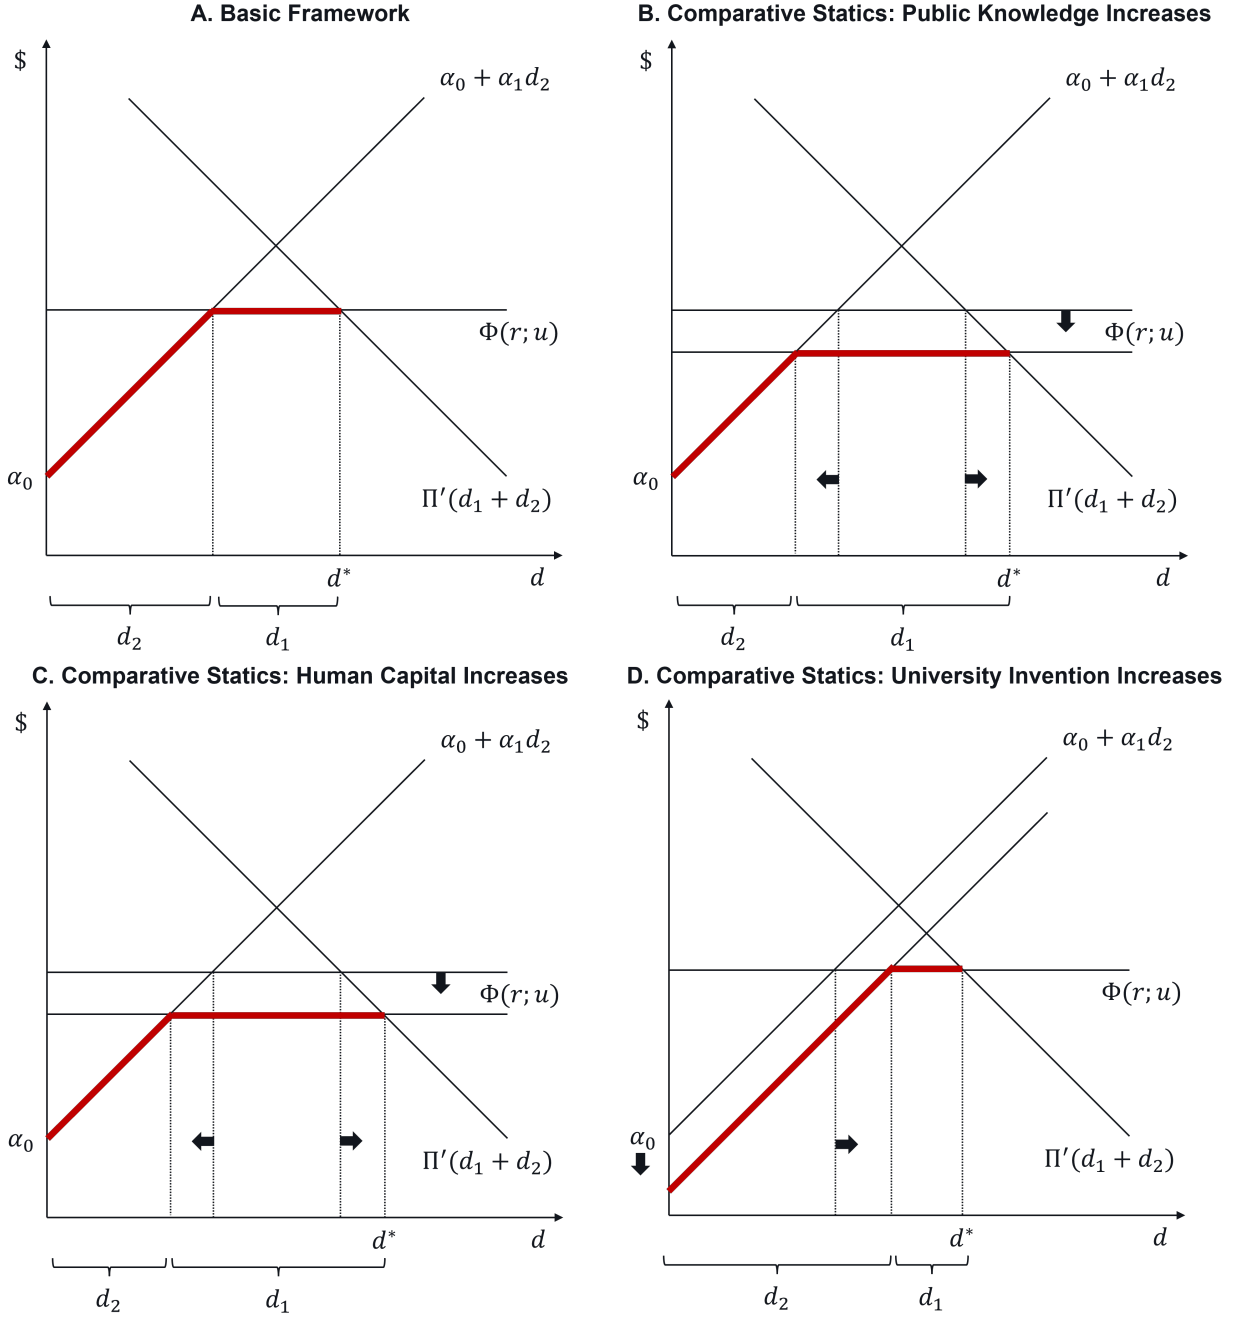 A. Basic Framework
$
α₀ + α₁d₂
Φ(r; u)
α₀
Π′(d₁ + d₂)
d*
d
d₂
d₁
B. Comparative Statics: Public Knowledge Increases
$
α₀ + α₁d₂
Φ(r; u)
α₀
Π′(d₁ + d₂)
d*
d
d₂
d₁
C. Comparative Statics: Human Capital Increases
$
α₀ + α₁d₂
Φ(r; u)
α₀
Π′(d₁ + d₂)
d*
d
d₂
d₁
D. Comparative Statics: University Invention Increases
$
α₀ + α₁d₂
Φ(r; u)
α₀
Π′(d₁ + d₂)
d*
d
d₂
d₁